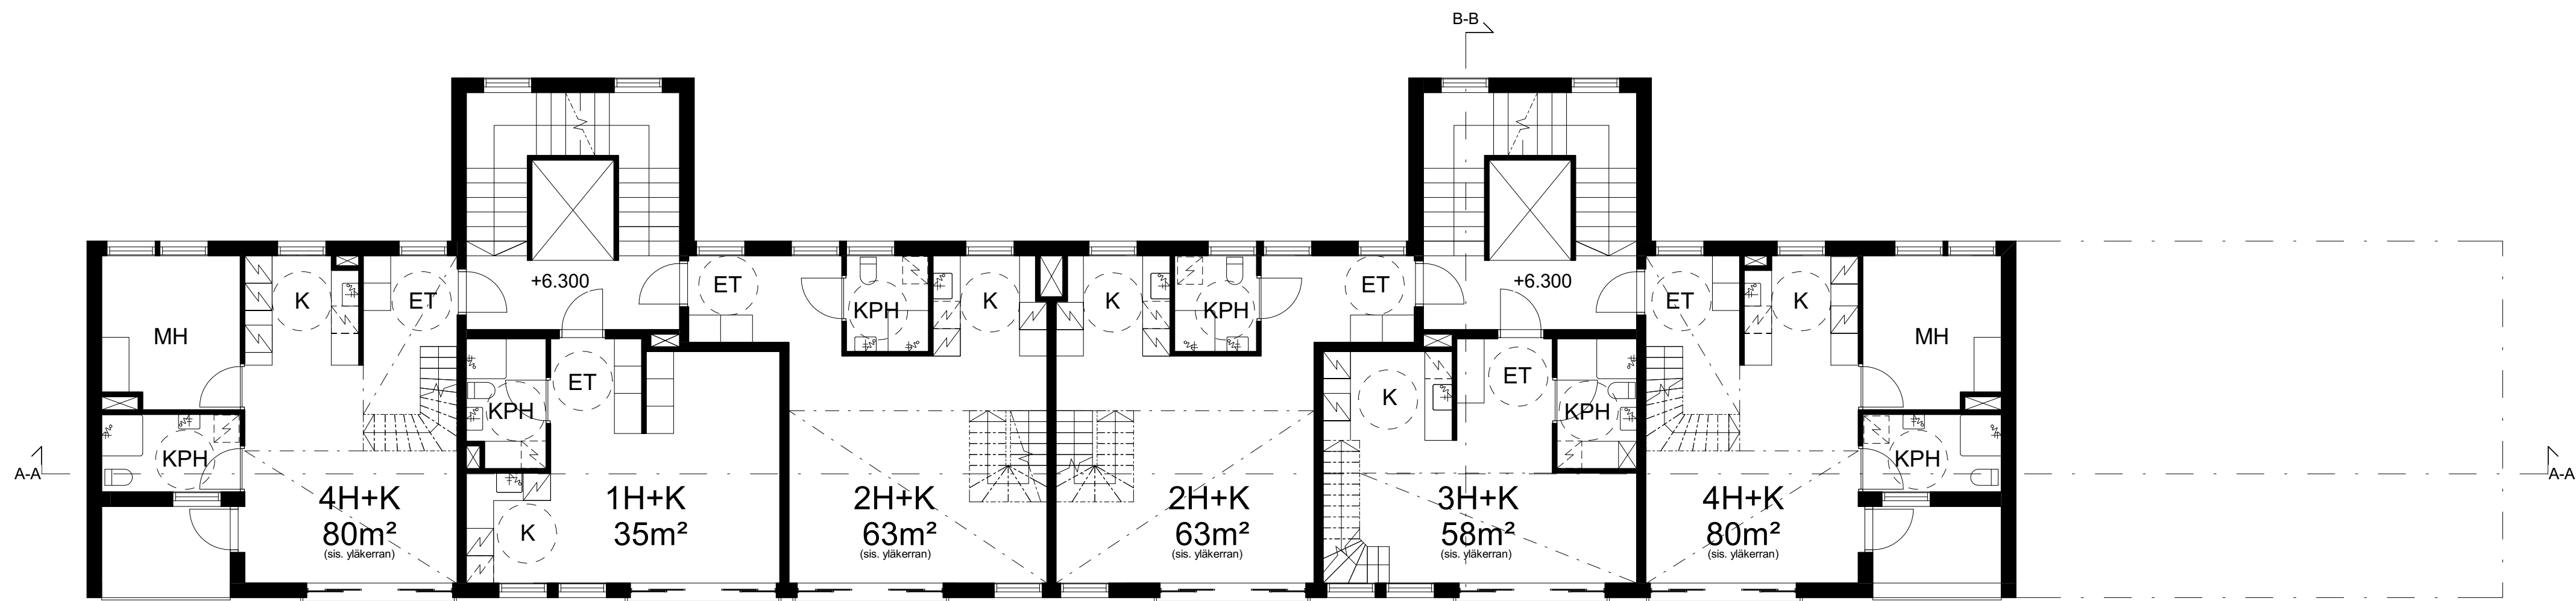 B-B
+6.300
+6.300
MH
K
ET
ET
KPH
K
K
KPH
ET
ET
K
MH
KPH
ET
K
ET
KPH
KPH
KPH
A-A
A-A
4H+K
80m²
(sis. yläkerran)
K
1H+K
35m²
2H+K
63m²
(sis. yläkerran)
2H+K
63m²
(sis. yläkerran)
3H+K
58m²
(sis. yläkerran)
4H+K
80m²
(sis. yläkerran)